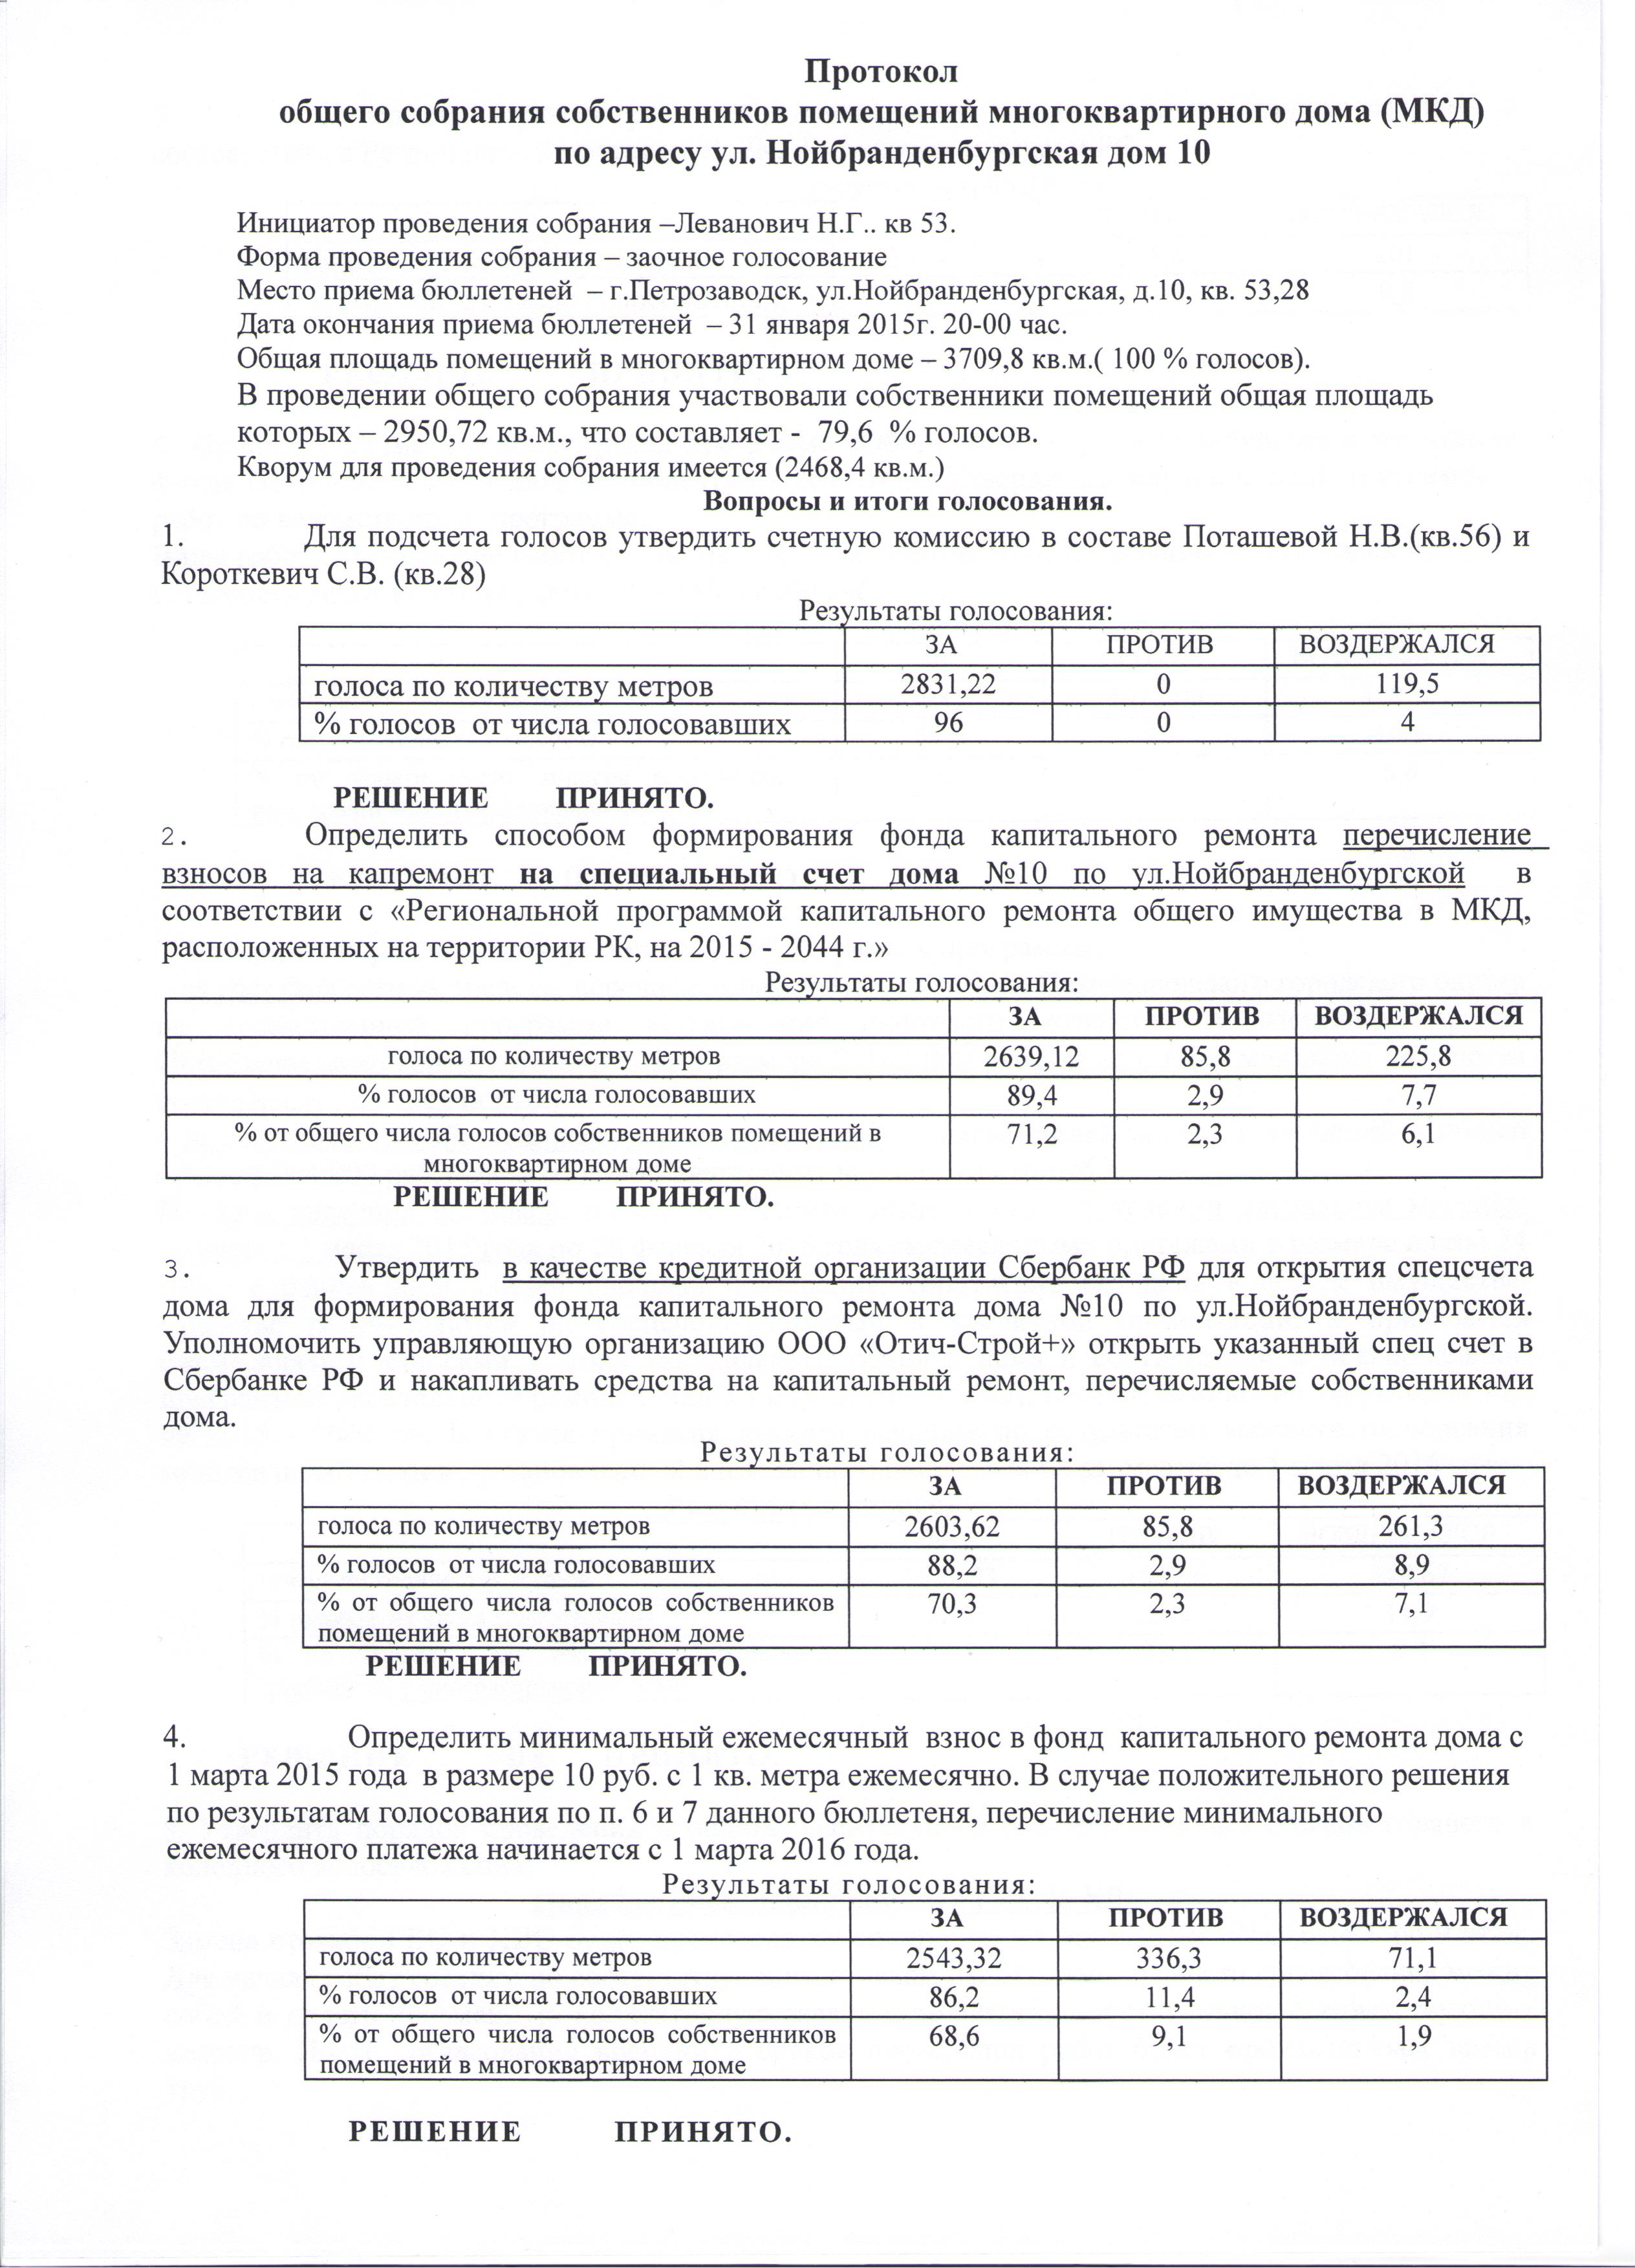 Протокол
общего собрания собственников помещений многоквартирного дома (МКД)
по адресу ул. Нойбранденбургская дом 10
Инициатор проведения собрания –Леванович Н.Г.. кв 53.
Форма проведения собрания – заочное голосование
Место приема бюллетеней – г.Петрозаводск, ул.Нойбранденбургская, д.10, кв. 53,28
Дата окончания приема бюллетеней – 31 января 2015г. 20-00 час.
Общая площадь помещений в многоквартирном доме – 3709,8 кв.м.( 100 % голосов).
В проведении общего собрания участвовали собственники помещений общая площадь
которых – 2950,72 кв.м., что составляет - 79,6 % голосов.
Кворум для проведения собрания имеется (2468,4 кв.м.)
Вопросы и итоги голосования.
1. Для подсчета голосов утвердить счетную комиссию в составе Поташевой Н.В.(кв.56) и
Короткевич С.В. (кв.28)
Результаты голосования:
ЗА ПРОТИВ ВОЗДЕРЖАЛСЯ
голоса по количеству метров 2831,22 0 119,5
% голосов от числа голосовавших 96 0 4
РЕШЕНИЕ ПРИНЯТО.
2. Определить способом формирования фонда капитального ремонта перечисление
взносов на капремонт на специальный счет дома №10 по ул.Нойбранденбургской в
соответствии с «Региональной программой капитального ремонта общего имущества в МКД,
расположенных на территории РК, на 2015 - 2044 г.»
Результаты голосования:
ЗА ПРОТИВ ВОЗДЕРЖАЛСЯ
голоса по количеству метров 2639,12 85,8 225,8
% голосов от числа голосовавших 89,4 2,9 7,7
% от общего числа голосов собственников помещений в 71,2 2,3 6,1
многоквартирном доме
РЕШЕНИЕ ПРИНЯТО.
3. Утвердить в качестве кредитной организации Сбербанк РФ для открытия спецсчета
дома для формирования фонда капитального ремонта дома №10 по ул.Нойбранденбургской.
Уполномочить управляющую организацию ООО «Отич-Строй+» открыть указанный спец счет в
Сбербанке РФ и накапливать средства на капитальный ремонт, перечисляемые собственниками
дома.
Результаты голосования:
ЗА ПРОТИВ ВОЗДЕРЖАЛСЯ
голоса по количеству метров 2603,62 85,8 261,3
% голосов от числа голосовавших 88,2 2,9 8,9
% от общего числа голосов собственников 70,3 2,3 7,1
помещений в многоквартирном доме
РЕШЕНИЕ ПРИНЯТО.
4. Определить минимальный ежемесячный взнос в фонд капитального ремонта дома с
1 марта 2015 года в размере 10 руб. с 1 кв. метра ежемесячно. В случае положительного решения
по результатам голосования по п. 6 и 7 данного бюллетеня, перечисление минимального
ежемесячного платежа начинается с 1 марта 2016 года.
Результаты голосования:
ЗА ПРОТИВ ВОЗДЕРЖАЛСЯ
голоса по количеству метров 2543,32 336,3 71,1
% голосов от числа голосовавших 86,2 11,4 2,4
% от общего числа голосов собственников 68,6 9,1 1,9
помещений в многоквартирном доме
РЕШЕНИЕ ПРИНЯТО.